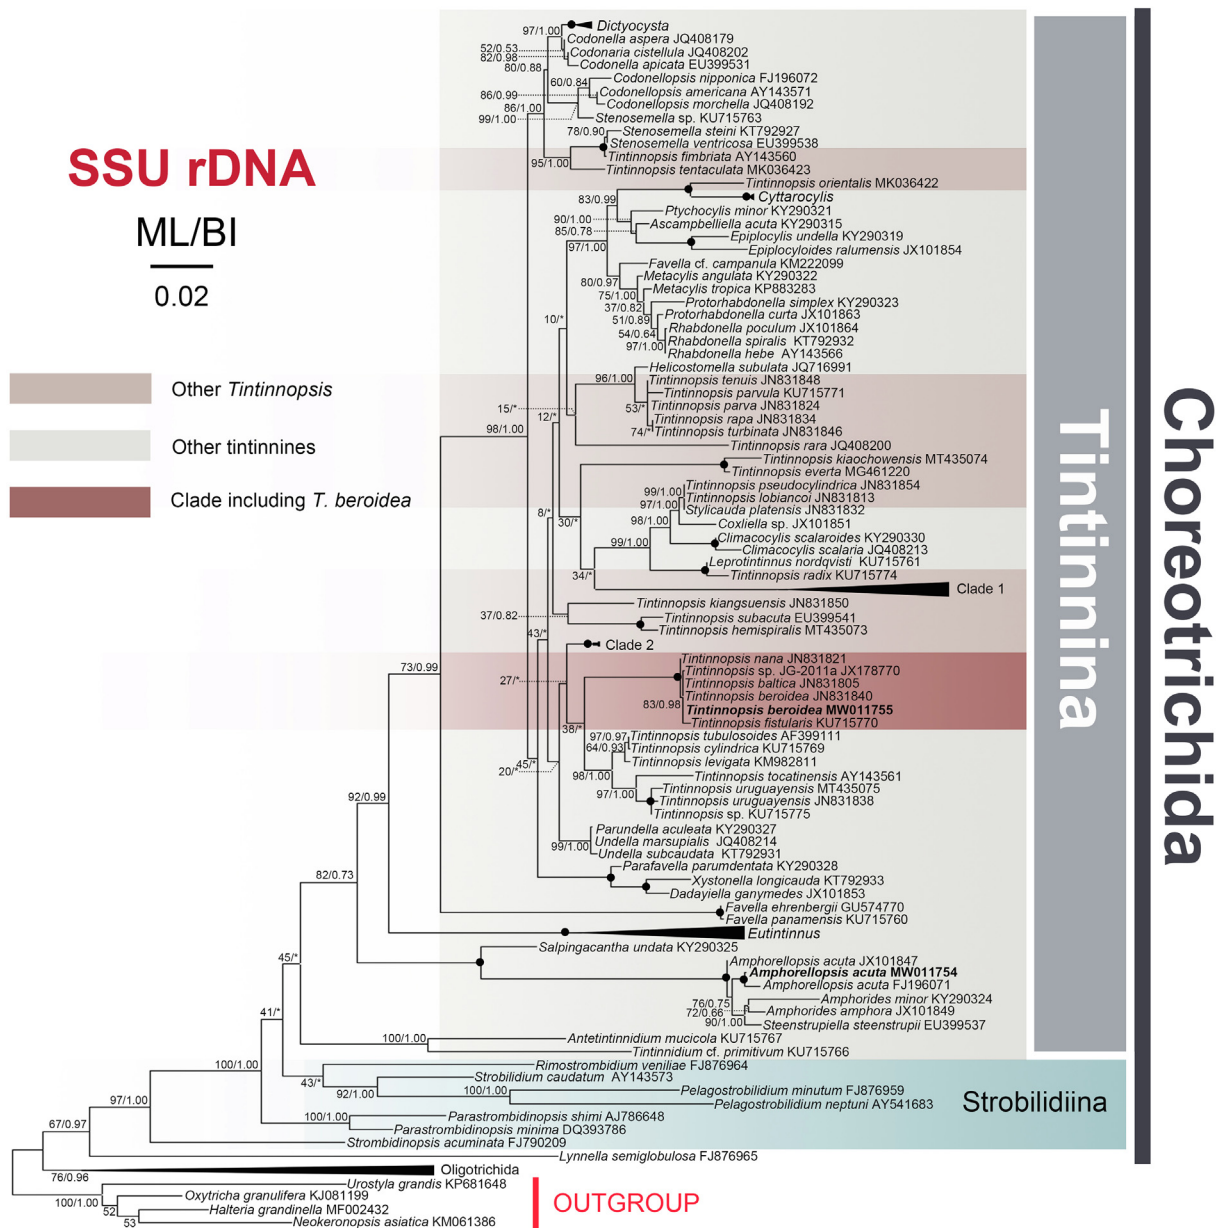 SSU rDNA
ML/BI
0.02
Other Tintinnopsis
Other tintinnines
Clade including T. beroidea
Dictyocysta
97/1.00
Codonella aspera JQ408179
52/0.53
Codonaria cistellula JQ408202
82/0.98
Codonella apicata EU399531
80/0.88
Codonellopsis nipponica FJ196072
60/0.84
Codonellopsis americana AY143571
86/0.99
Codonellopsis morchella JQ408192
86/1.00
Stenosemella sp. KU715763
99/1.00
Stenosemella steini KT792927
78/0.90
Stenosemella ventricosa EU399538
Tintinnopsis fimbriata AY143560
95/1.00
Tintinnopsis tentaculata MK036423
Tintinnopsis orientalis MK036422
83/0.99
Cyttarocylis
Ptychocylis minor KY290321
90/1.00
Ascampbelliella acuta KY290315
85/0.78
Epiplocylis undella KY290319
97/1.00
Epiplocyloides ralumensis JX101854
Favella cf. campanula KM222099
80/0.97
Metacylis angulata KY290322
75/1.00
Metacylis tropica KP883283
37/0.82
Protorhabdonella simplex KY290323
51/0.89
Protorhabdonella curta JX101863
10/*
54/0.64
Rhabdonella poculum JX101864
97/1.00
Rhabdonella spiralis KT792932
Rhabdonella hebe AY143566
Helicostomella subulata JQ716991
96/1.00
Tintinnopsis tenuis JN831848
Tintinnopsis parvula KU715771
53/*
Tintinnopsis parva JN831824
15/*
12/*
Tintinnopsis rapa JN831834
98/1.00
74/*
Tintinnopsis turbinata JN831846
Tintinnopsis rara JQ408200
Tintinnopsis kiaochowensis MT435074
Tintinnopsis everta MG461220
Tintinnopsis pseudocylindrica JN831854
99/1.00
Tintinnopsis lobiancoi JN831813
97/1.00
Stylicauda platensis JN831832
8/*
30/*
98/1.00
Coxliella sp. JX101851
Climacocylis scalaroides KY290330
99/1.00
Climacocylis scalaria JQ408213
Leprotintinnus nordqvisti KU715761
34/*
Tintinnopsis radix KU715774
Clade 1
Tintinnopsis kiangsuensis JN831850
37/0.82
Tintinnopsis subacuta EU399541
43/*
Tintinnopsis hemispiralis MT435073
Clade 2
73/0.99
Tintinnopsis nana JN831821
27/*
Tintinnopsis sp. JG-2011a JX178770
Tintinnopsis baltica JN831805
Tintinnopsis beroidea JN831840
83/0.98
Tintinnopsis beroidea MW011755
38/*
Tintinnopsis fistularis KU715770
97/0.97
Tintinnopsis tubulosoides AF399111
64/0.93
Tintinnopsis cylindrica KU715769
45/*
Tintinnopsis levigata KM982811
20/*
98/1.00
Tintinnopsis tocatinensis AY143561
Tintinnopsis uruguayensis MT435075
97/1.00
Tintinnopsis uruguayensis JN831838
92/0.99
Tintinnopsis sp. KU715775
Parundella aculeata KY290327
99/1.00
Undella marsupialis JQ408214
Undella subcaudata KT792931
Parafavella parumdentata KY290328
82/0.73
Xystonella longicauda KT792933
Dadayiella ganymedes JX101853
Favella ehrenbergii GU574770
Favella panamensis KU715760
Eutintinnus
Salpingacantha undata KY290325
45/*
Amphorellopsis acuta JX101847
Amphorellopsis acuta MW011754
Amphorellopsis acuta FJ196071
76/0.75
Amphorides minor KY290324
72/0.66
Amphorides amphora JX101849
41/*
90/1.00
Steenstrupiella steenstrupii EU399537
100/1.00
Antetintinnidium mucicola KU715767
Tintinnidium cf. primitivum KU715766
100/1.00
Rimostrombidium veniliae FJ876964
43/*
Strobilidium caudatum AY143573
92/1.00
100/1.00
Pelagostrobilidium minutum FJ876959
97/1.00
Pelagostrobilidium neptuni AY541683
100/1.00
Parastrombidinopsis shimi AJ786648
Parastrombidinopsis minima DQ393786
67/0.97
Strombidinopsis acuminata FJ790209
Lynnella semiglobulosa FJ876965
76/0.96
Oligotrichida
Urostyla grandis KP681648
100/1.00
Oxytricha granulifera KJ081199
52
Halteria grandinella MF002432
53
Neokeronopsis asiatica KM061386
OUTGROUP
Strobilidiina
Tintinnina
Choreotrichida